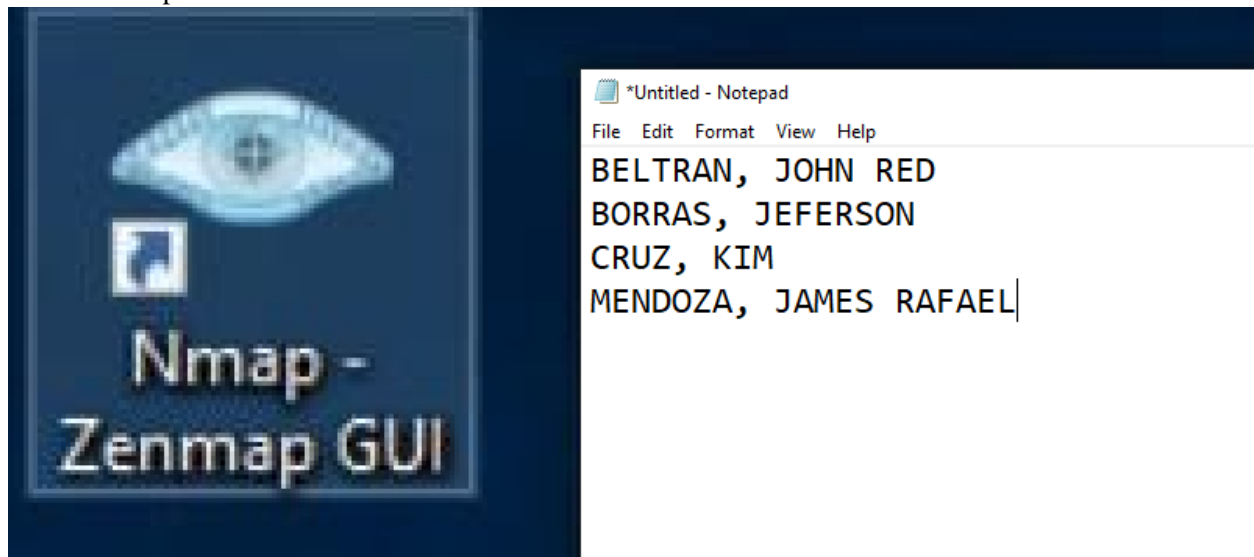 Nmap -
Zenmap GUI
*Untitled - Notepad
File Edit Format View Help
BELTRAN, JOHN RED
BORRAS, JEFERSON
CRUZ, KIM
MENDOZA, JAMES RAFAEL